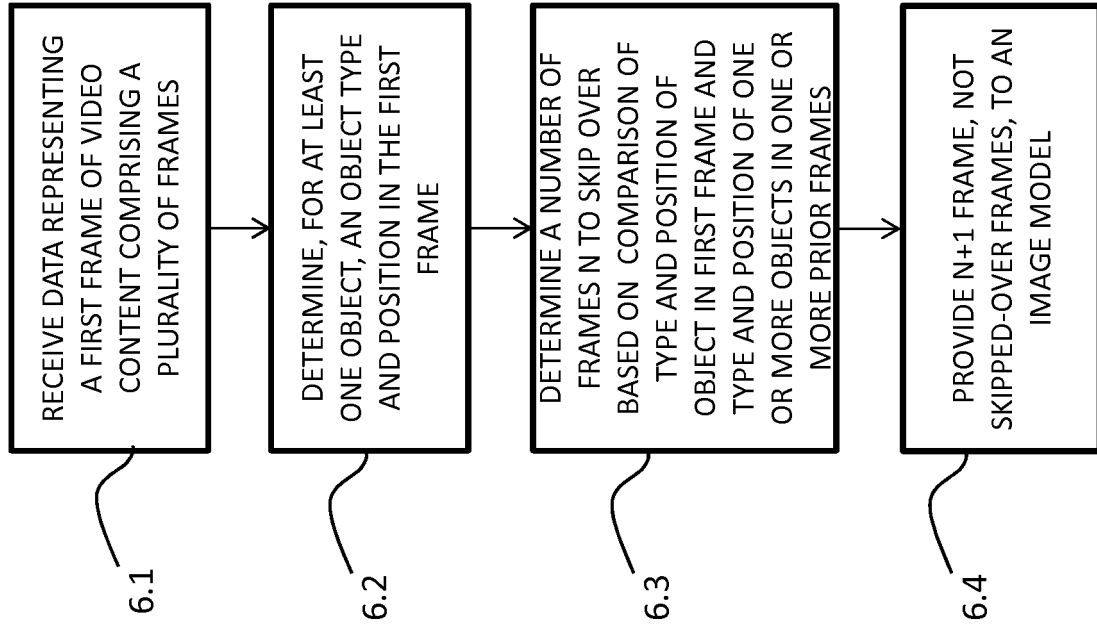 RECEIVE DATA REPRESENTING
A FIRST FRAME OF VIDEO
CONTENT COMPRISING A
PLURALITY OF FRAMES
6.1
DETERMINE, FOR AT LEAST
ONE OBJECT, AN OBJECT TYPE
AND POSITION IN THE FIRST
FRAME
6.2
DETERMINE A NUMBER OF
FRAMES N TO SKIP OVER
BASED ON COMPARISON OF
TYPE AND POSITION OF
OBJECT IN FIRST FRAME AND
TYPE AND POSITION OF ONE
OR MORE OBJECTS IN ONE OR
MORE PRIOR FRAMES
6.3
PROVIDE N+1 FRAME, NOT
SKIPPED-OVER FRAMES, TO AN
IMAGE MODEL
6.4